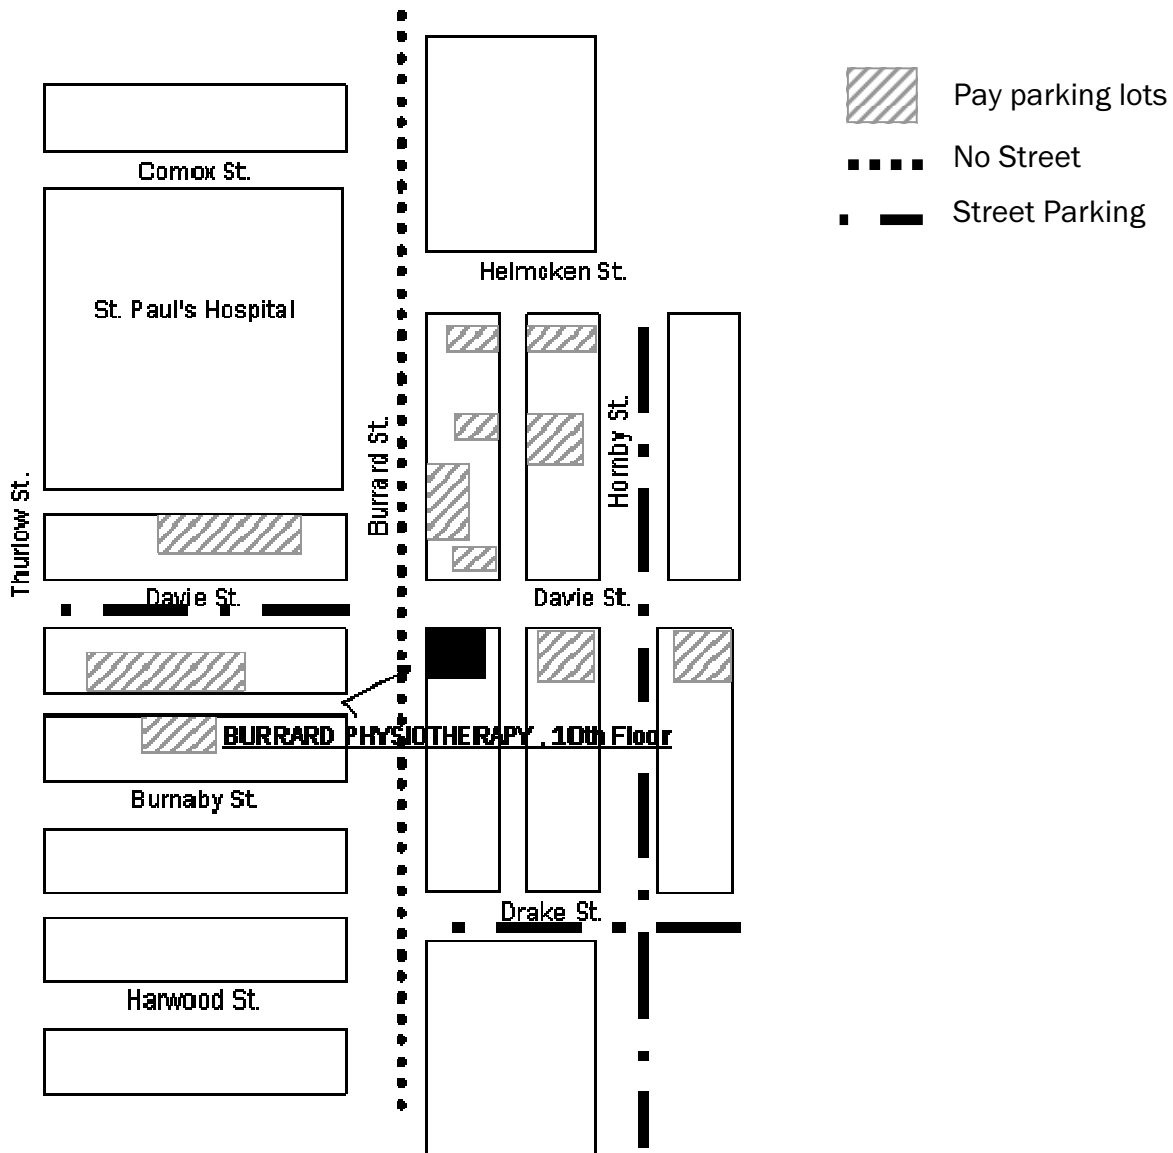 Pay parking lots
No Street
Street Parking
Comox St.
Helmcken St.
St. Paul's Hospital
Burrard St.
Hornby St.
Thurlow St.
Davie St.
Davie St.
BURRARD PHYSIOTHERAPY , 10th Floor
Burnaby St.
Drake St.
Harwood St.